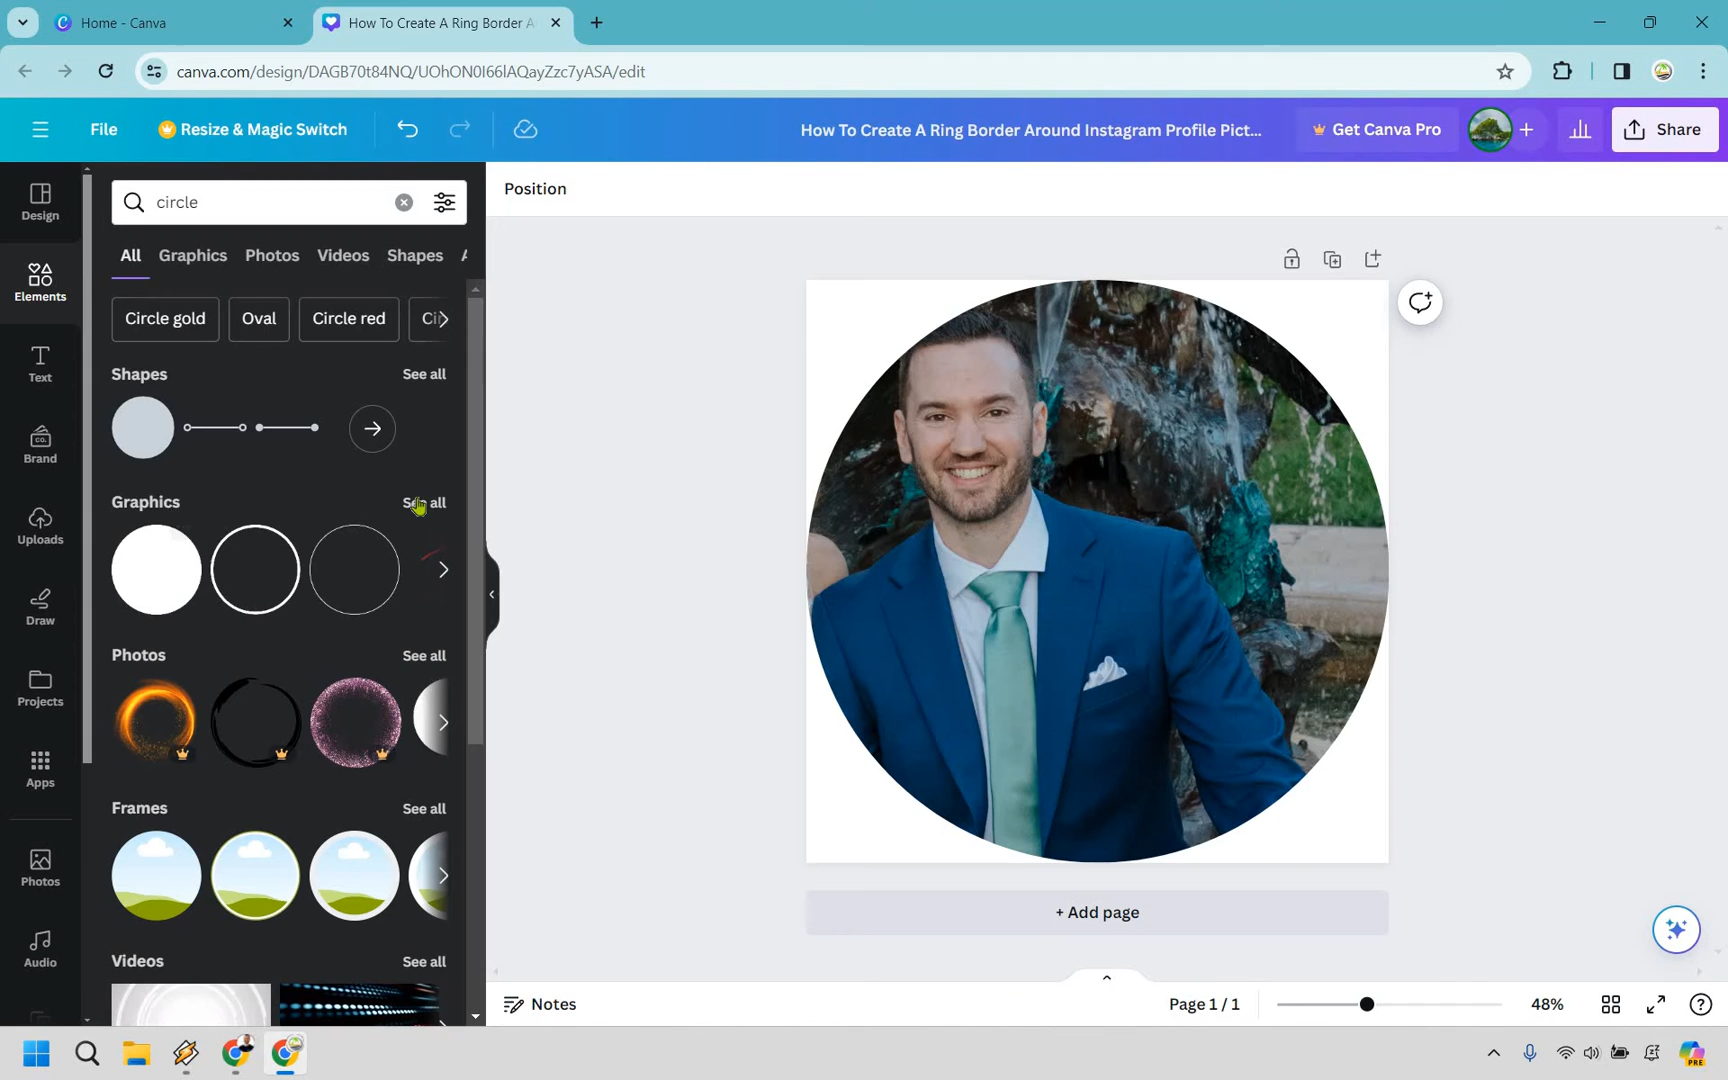 Home - Canva
How To Create A Ring Border A
canva.com/design/DAGB70t84NQ/UOhON0I66lAQayZzc7yASA/edit
File
Resize & Magic Switch
How To Create A Ring Border Around Instagram Profile Pict...
Get Canva Pro
Share
Design
Elements
Text
Brand
Uploads
Draw
Projects
Apps
Photos
Audio
circle
All
Graphics
Photos
Videos
Shapes
A
Circle gold
Oval
Circle red
Ci
Shapes
See all
Graphics
See all
Photos
See all
Frames
See all
Videos
See all
Position
+ Add page
Notes
Page 1 / 1
48%
PRE